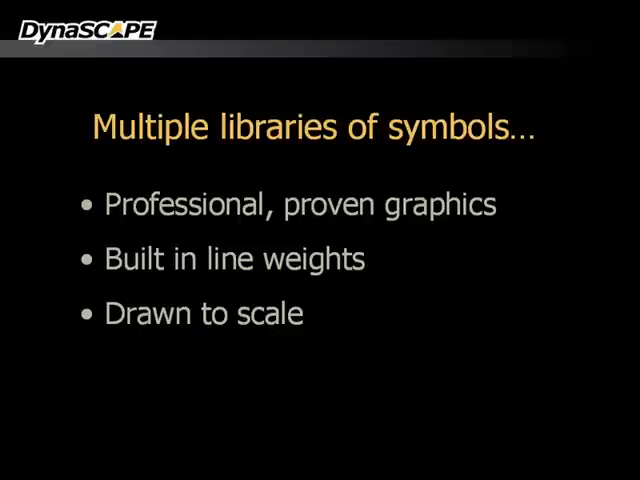 DynaSCAPE
Multiple libraries of symbols...
• Professional, proven graphics
• Built in line weights
• Drawn to scale